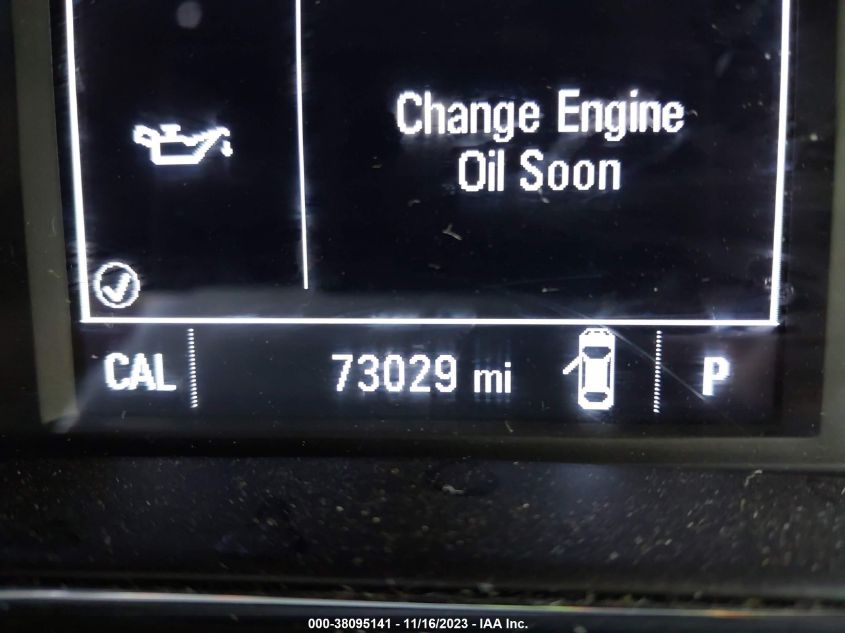 Change Engine
Oil Soon
CAL 73029 mi P
000-38095141 - 11/16/2023 - IAA Inc.